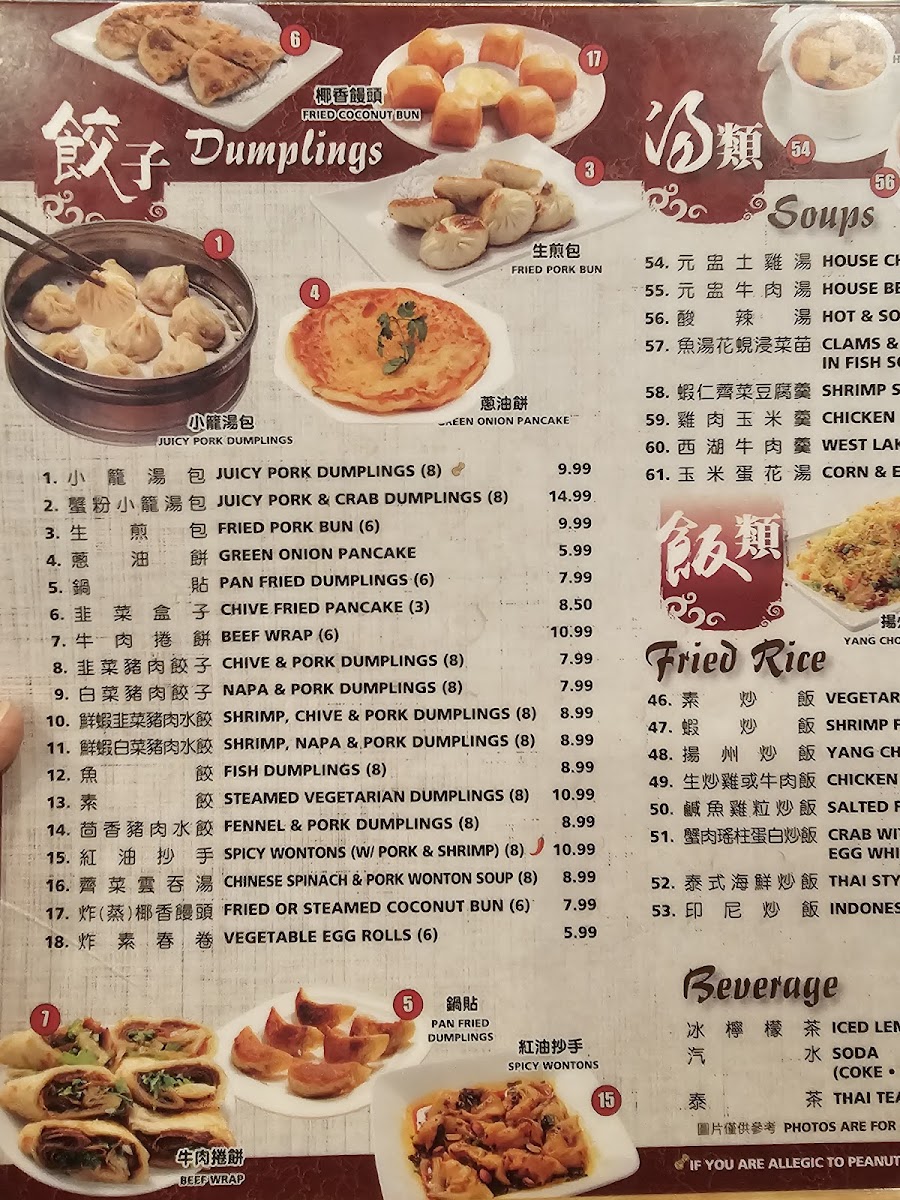 6
17
椰香饅頭
FRIED COCONUT BUN
餃子 Dumplings
3
生煎包
FRIED PORK BUN
1
4
小籠湯包
JUICY PORK DUMPLINGS
蔥油餅
GREEN ONION PANCAKE
1. 小籠湯包 JUICY PORK DUMPLINGS (8) 9.99
2. 蟹粉小籠湯包 JUICY PORK & CRAB DUMPLINGS (8) 14.99
3. 生煎包 FRIED PORK BUN (6) 9.99
4. 蔥油餅 GREEN ONION PANCAKE 5.99
5. 鍋貼 PAN FRIED DUMPLINGS (6) 7.99
6. 韭菜盒子 CHIVE FRIED PANCAKE (3) 8.50
7. 牛肉捲餅 BEEF WRAP (6) 10.99
8. 韭菜豬肉餃子 CHIVE & PORK DUMPLINGS (8) 7.99
9. 白菜豬肉餃子 NAPA & PORK DUMPLINGS (8) 7.99
10. 鮮蝦韭菜豬肉水餃 SHRIMP, CHIVE & PORK DUMPLINGS (8) 8.99
11. 鮮蝦白菜豬肉水餃 SHRIMP, NAPA & PORK DUMPLINGS (8) 8.99
12. 魚餃 FISH DUMPLINGS (8) 8.99
13. 素餃 STEAMED VEGETARIAN DUMPLINGS (8) 10.99
14. 茴香豬肉水餃 FENNEL & PORK DUMPLINGS (8) 8.99
15. 紅油抄手 SPICY WONTONS (W/ PORK & SHRIMP) (8) 10.99
16. 薺菜雲吞湯 CHINESE SPINACH & PORK WONTON SOUP (8) 8.99
17. 炸(蒸)椰香饅頭 FRIED OR STEAMED COCONUT BUN (6) 7.99
18. 炸素春卷 VEGETABLE EGG ROLLS (6) 5.99
7
牛肉捲餅
BEEF WRAP
5
鍋貼
PAN FRIED
DUMPLINGS
紅油抄手
SPICY WONTONS
15
54
56
湯類
Soups
54. 元盅土雞湯 HOUSE CH
55. 元盅牛肉湯 HOUSE BE
56. 酸辣湯 HOT & SO
57. 魚湯花蜆浸菜苗 CLAMS &
IN FISH SO
58. 蝦仁薺菜豆腐羹 SHRIMP S
59. 雞肉玉米羹 CHICKEN
60. 西湖牛肉羹 WEST LAK
61. 玉米蛋花湯 CORN & E
飯類
揚
YANG CHO
Fried Rice
46. 素炒飯 VEGETAR
47. 蝦炒飯 SHRIMP F
48. 揚州炒飯 YANG CH
49. 生炒雞或牛肉飯 CHICKEN
50. 鹹魚雞粒炒飯 SALTED F
51. 蟹肉瑤柱蛋白炒飯 CRAB WI
EGG WHI
52. 泰式海鮮炒飯 THAI STY
53. 印尼炒飯 INDONES
Beverage
冰檸檬茶 ICED LEM
汽水 SODA
(COKE •
泰茶 THAI TEA
圖片僅供參考 PHOTOS ARE FOR
IF YOU ARE ALLEGIC TO PEANUT